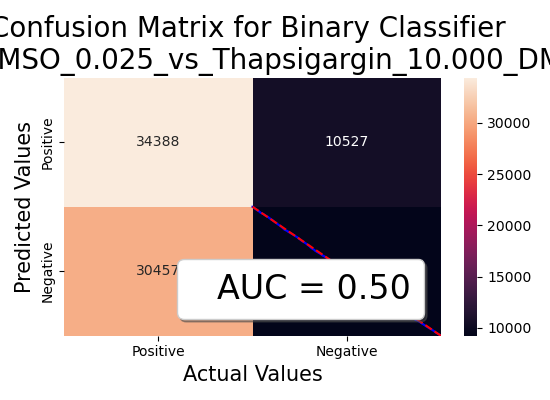 Confusion Matrix for Binary Classifier
MSO_0.025_vs_Thapsigargin_10.000_DM
Predicted Values
Positive
Negative
34388
10527
30457
AUC = 0.50
Positive
Negative
Actual Values
30000
25000
20000
15000
10000